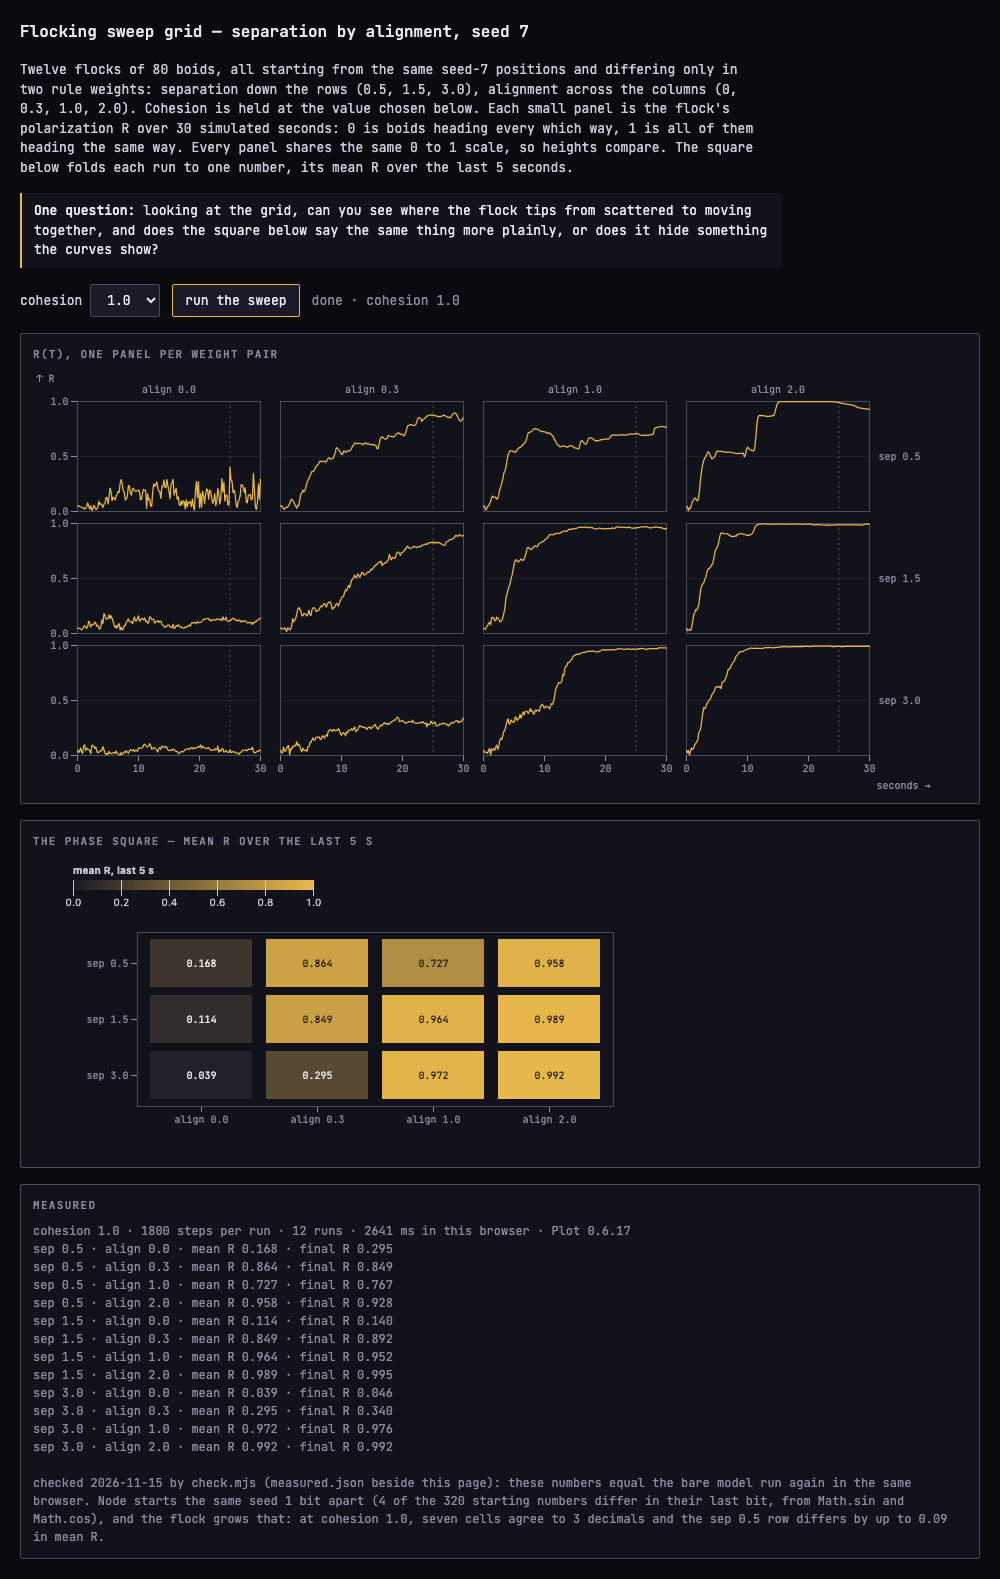 Flocking sweep grid — separation by alignment, seed 7
Twelve flocks of 80 boids, all starting from the same seed-7 positions and differing only in
two rule weights: separation down the rows (0.5, 1.5, 3.0), alignment across the columns (0,
0.3, 1.0, 2.0). Cohesion is held at the value chosen below. Each small panel is the flock's
polarization R over 30 simulated seconds: 0 is boids heading every which way, 1 is all of them
heading the same way. Every panel shares the same 0 to 1 scale, so heights compare. The square
below folds each run to one number, its mean R over the last 5 seconds.
One question: looking at the grid, can you see where the flock tips from scattered to moving
together, and does the square below say the same thing more plainly, or does it hide something
the curves show?
cohesion 1.0 run the sweep done · cohesion 1.0
R(T), ONE PANEL PER WEIGHT PAIR
↑ R
align 0.0 align 0.3 align 1.0 align 2.0
1.0
0.5 sep 0.5
0.0
1.0
0.5 sep 1.5
0.0
1.0
0.5 sep 3.0
0.0
0 10 20 30 0 10 20 30 0 10 20 30 0 10 20 30
seconds →
THE PHASE SQUARE — MEAN R OVER THE LAST 5 S
mean R, last 5 s
0.0 0.2 0.4 0.6 0.8 1.0
sep 0.5 0.168 0.864 0.727 0.958
sep 1.5 0.114 0.849 0.964 0.989
sep 3.0 0.039 0.295 0.972 0.992
align 0.0 align 0.3 align 1.0 align 2.0
MEASURED
cohesion 1.0 · 1800 steps per run · 12 runs · 2641 ms in this browser · Plot 0.6.17
sep 0.5 · align 0.0 · mean R 0.168 · final R 0.295
sep 0.5 · align 0.3 · mean R 0.864 · final R 0.849
sep 0.5 · align 1.0 · mean R 0.727 · final R 0.767
sep 0.5 · align 2.0 · mean R 0.958 · final R 0.928
sep 1.5 · align 0.0 · mean R 0.114 · final R 0.140
sep 1.5 · align 0.3 · mean R 0.849 · final R 0.892
sep 1.5 · align 1.0 · mean R 0.964 · final R 0.952
sep 1.5 · align 2.0 · mean R 0.989 · final R 0.995
sep 3.0 · align 0.0 · mean R 0.039 · final R 0.046
sep 3.0 · align 0.3 · mean R 0.295 · final R 0.340
sep 3.0 · align 1.0 · mean R 0.972 · final R 0.976
sep 3.0 · align 2.0 · mean R 0.992 · final R 0.992
checked 2026-11-15 by check.mjs (measured.json beside this page): these numbers equal the bare model run again in the
browser. Node starts the same seed 1 bit apart (4 of the 320 starting numbers differ in their last bit, from Math.sin and
Math.cos), and the flock grows that: at cohesion 1.0, seven cells agree to 3 decimals and the sep 0.5 row differs by up to 0.09
in mean R.